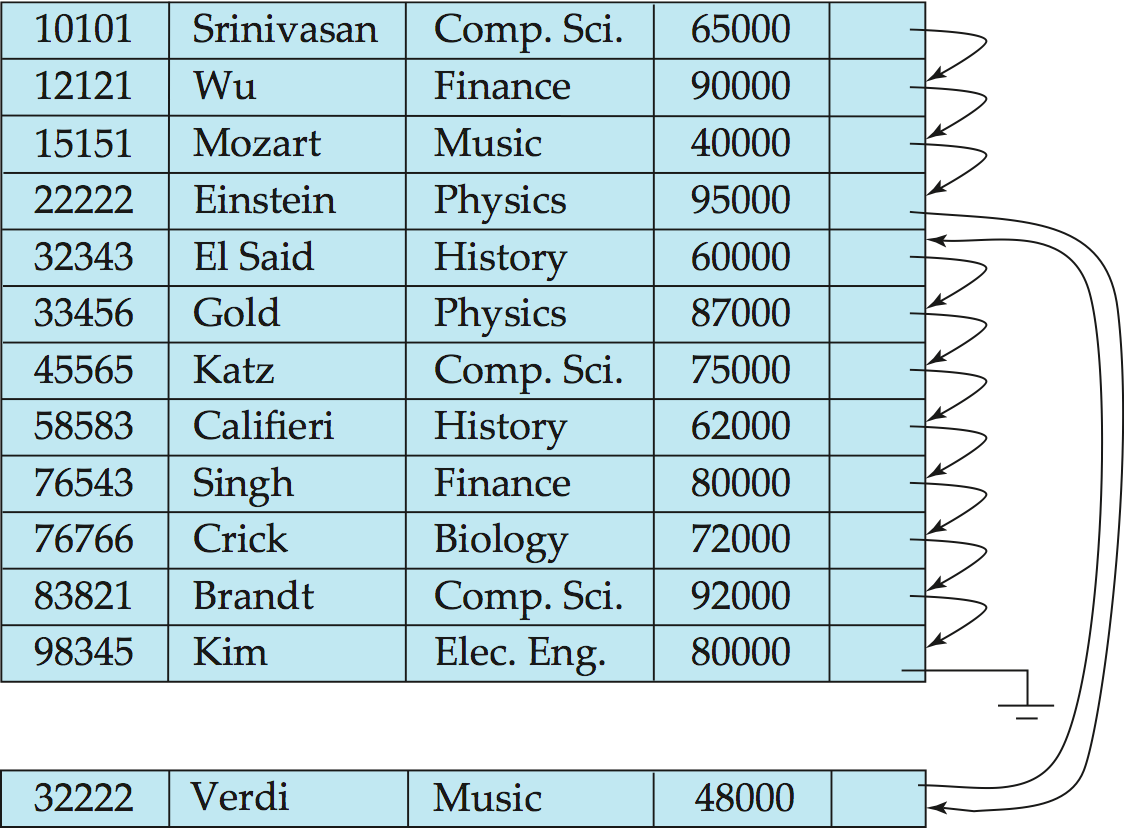 10101 Srinivasan Comp. Sci. 65000
12121 Wu Finance 90000
15151 Mozart Music 40000
22222 Einstein Physics 95000
32343 El Said History 60000
33456 Gold Physics 87000
45565 Katz Comp. Sci. 75000
58583 Califieri History 62000
76543 Singh Finance 80000
76766 Crick Biology 72000
83821 Brandt Comp. Sci. 92000
98345 Kim Elec. Eng. 80000
32222 Verdi Music 48000